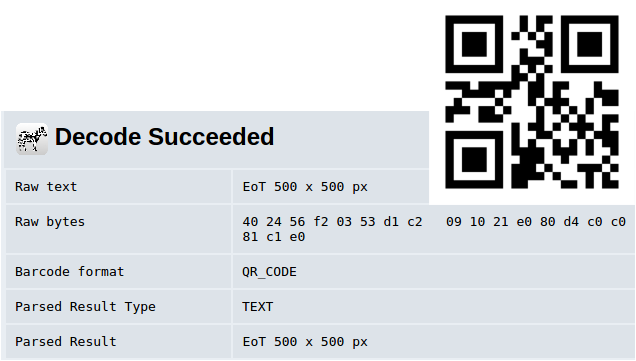 Decode Succeeded
Raw text EoT 500 x 500 px
Raw bytes 40 24 56 f2 03 53 d1 c2 09 10 21 e0 80 d4 c0 c0
81 c1 e0
Barcode format QR_CODE
Parsed Result Type TEXT
Parsed Result EoT 500 x 500 px